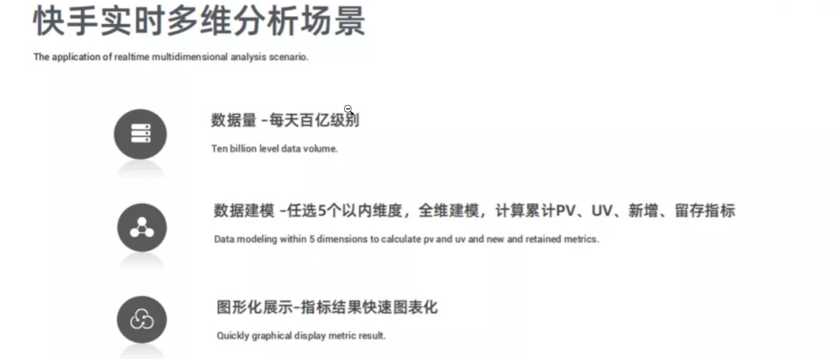 快手实时多维分析场景
The application of realtime multidimensional analysis scenario.
数据量 –每天百亿级别
Ten billion level data volume.
数据建模 –任选5个以内维度，全维建模，计算累计PV、UV、新增、留存指标
Data modeling within 5 dimensions to calculate pv and uv and new and retained metrics.
图形化展示–指标结果快速图表化
Quickly graphical display metric result.